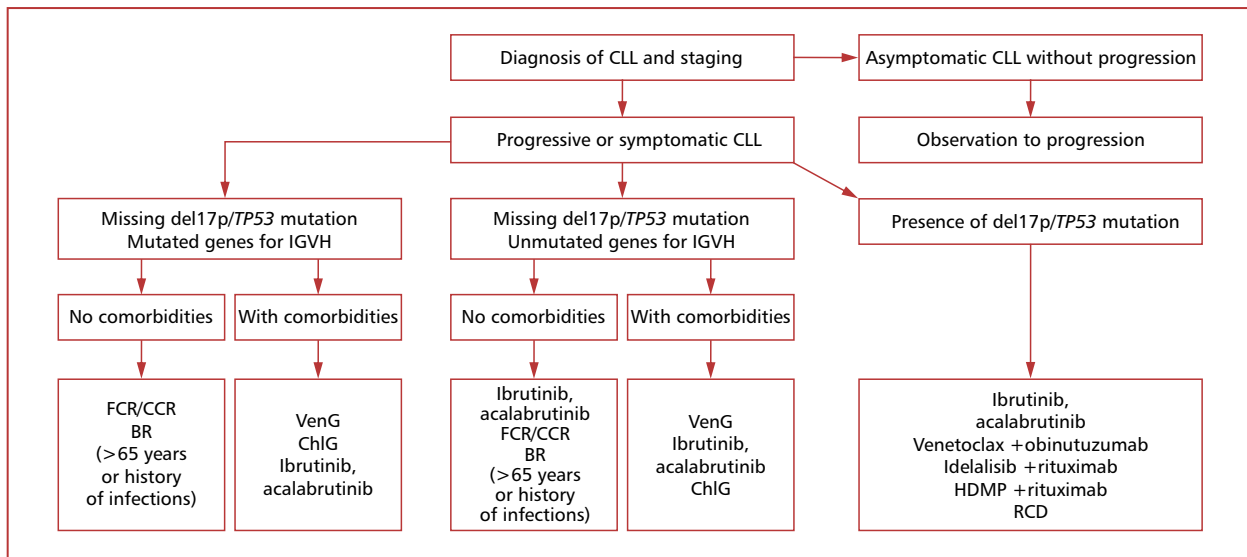 Diagnosis of CLL and staging
Asymptomatic CLL without progression
Progressive or symptomatic CLL
Observation to progression
Missing del17p/TP53 mutation
Mutated genes for IGVH
Missing del17p/TP53 mutation
Unmutated genes for IGVH
Presence of del17p/TP53 mutation
No comorbidities
With comorbidities
No comorbidities
With comorbidities
FCR/CCR
BR
(>65 years
or history
of infections)
VenG
ChlG
Ibrutinib,
acalabrutinib
Ibrutinib,
acalabrutinib
FCR/CCR
BR
(>65 years
or history
of infections)
VenG
Ibrutinib,
acalabrutinib
ChlG
Ibrutinib,
acalabrutinib
Venetoclax +obinutuzumab
Idelalisib +rituximab
HDMP +rituximab
RCD